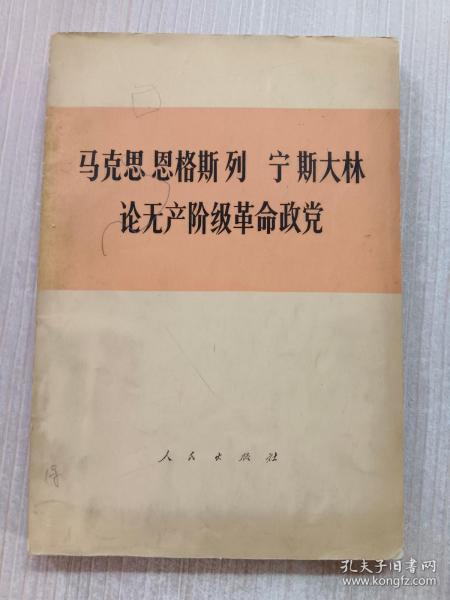 马克思 恩格斯 列 宁 斯大林
论无产阶级革命政党
人民出版社
孔夫子旧书网
www.kongfz.com